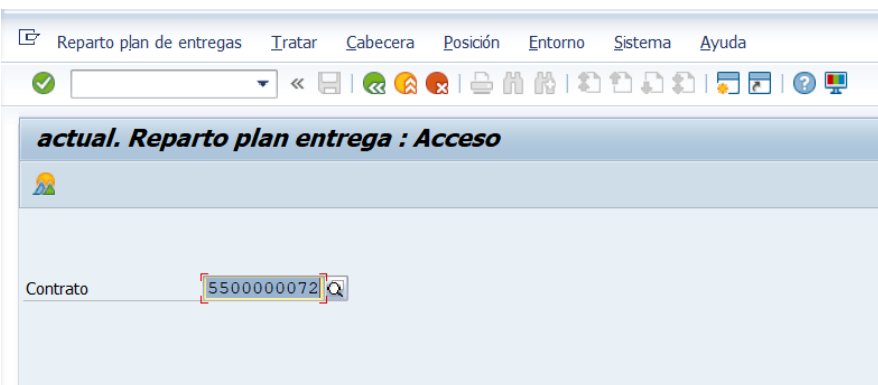 Reparto plan de entregas Tratar Cabecera Posición Entorno Sistema Ayuda
actual. Reparto plan entrega : Acceso
Contrato 5500000072